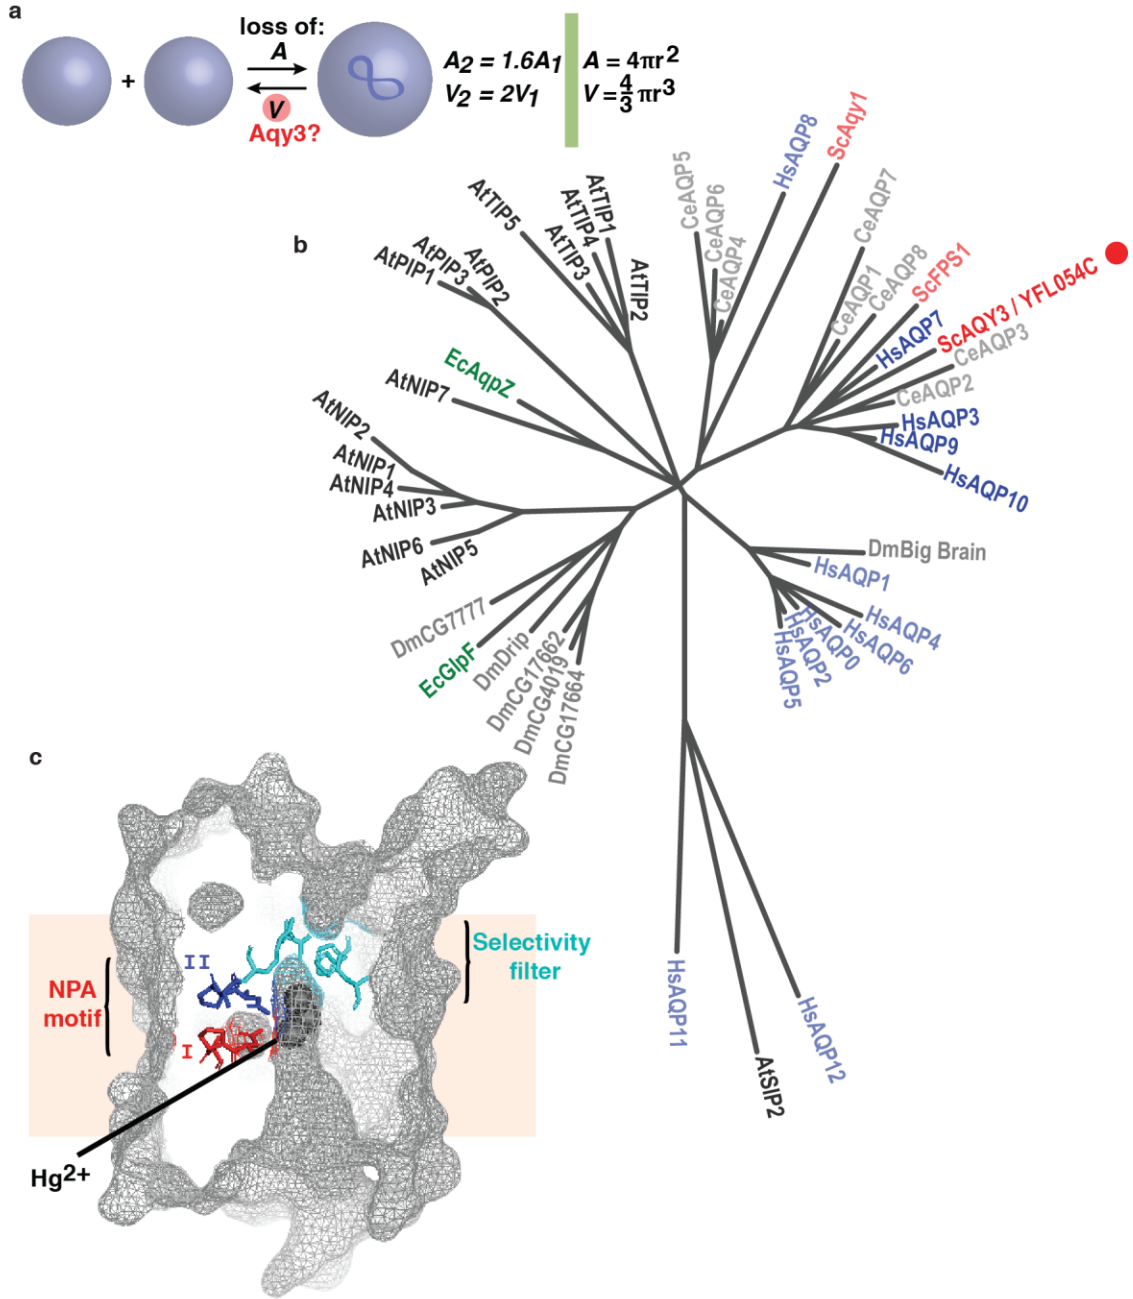 a
loss of:
A
+
V
Aqy3?
A2 = 1.6A1
V2 = 2V1
A = 4πr2
V = 4/3 πr3
b
AtPIP1
AtPIP3
AtPIP2
AtTIP5
AtTIP3
AtTIP4
AtTIP1
AtTIP2
CeAQP5
CeAQP6
CeAQP4
HsAQP8
ScAqy1
CeAQP7
CeAQP1
CeAQP8
ScFPS1
HsAQP7
ScAQY3 / YFL054C
CeAQP3
CeAQP2
HsAQP3
HsAQP9
HsAQP10
EcAqpZ
AtNIP7
AtNIP2
AtNIP1
AtNIP4
AtNIP3
AtNIP6
AtNIP5
DmCG7777
EcGlpF
DmDrip
DmCG17662
DmCG4019
DmCG17664
DmBig Brain
HsAQP1
HsAQP4
HsAQP6
HsAQP0
HsAQP2
HsAQP5
HsAQP11
AtSIP2
HsAQP12
c
Selectivity
filter
II
NPA
motif
I
Hg2+